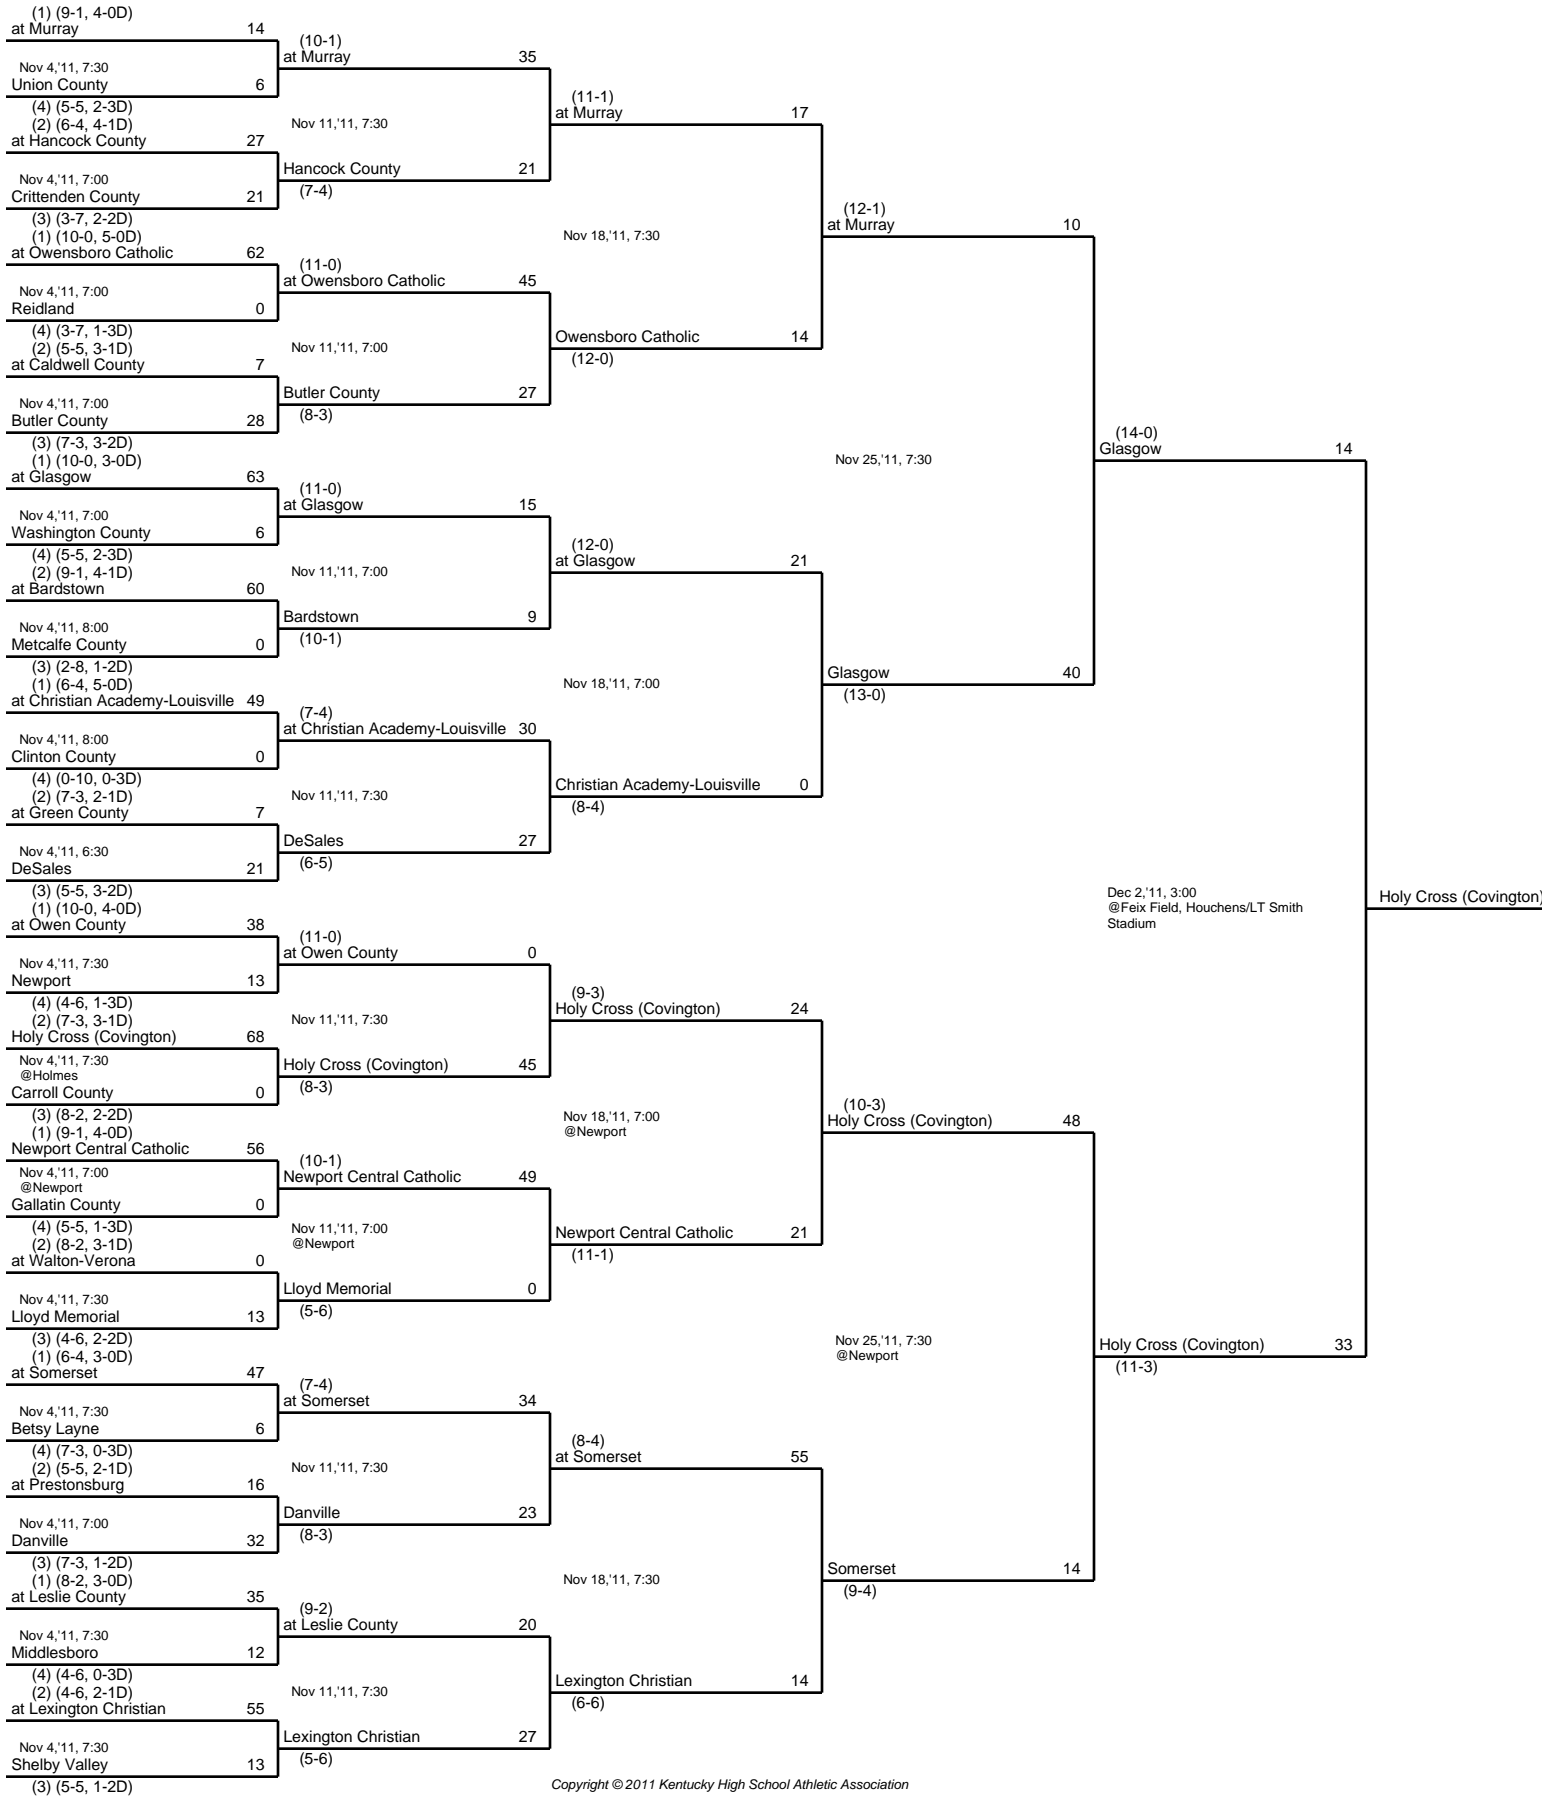 (1) (9-1, 4-0D)
at Murray 14
Nov 4,'11, 7:30
Union County 6
(4) (5-5, 2-3D)
(2) (6-4, 4-1D)
at Hancock County 27
Nov 4,'11, 7:00
Crittenden County 21
(3) (3-7, 2-2D)
(1) (10-0, 5-0D)
at Owensboro Catholic 62
Nov 4,'11, 7:00
Reidland 0
(4) (3-7, 1-3D)
(2) (5-5, 3-1D)
at Caldwell County 7
Nov 4,'11, 7:00
Butler County 28
(3) (7-3, 3-2D)
(1) (10-0, 3-0D)
at Glasgow 63
Nov 4,'11, 7:00
Washington County 6
(4) (5-5, 2-3D)
(2) (9-1, 4-1D)
at Bardstown 60
Nov 4,'11, 8:00
Metcalfe County 0
(3) (2-8, 1-2D)
(1) (6-4, 5-0D)
at Christian Academy-Louisville 49
Nov 4,'11, 8:00
Clinton County 0
(4) (0-10, 0-3D)
(2) (7-3, 2-1D)
at Green County 7
Nov 4,'11, 6:30
DeSales 21
(3) (5-5, 3-2D)
(1) (10-0, 4-0D)
at Owen County 38
Nov 4,'11, 7:30
Newport 13
(4) (4-6, 1-3D)
(2) (7-3, 3-1D)
Holy Cross (Covington) 68
Nov 4,'11, 7:30
@Holmes
Carroll County 0
(3) (8-2, 2-2D)
(1) (9-1, 4-0D)
Newport Central Catholic 56
Nov 4,'11, 7:00
@Newport
Gallatin County 0
(4) (5-5, 1-3D)
(2) (8-2, 3-1D)
at Walton-Verona 0
Nov 4,'11, 7:30
Lloyd Memorial 13
(3) (4-6, 2-2D)
(1) (6-4, 3-0D)
at Somerset 47
Nov 4,'11, 7:30
Betsy Layne 6
(4) (7-3, 0-3D)
(2) (5-5, 2-1D)
at Prestonsburg 16
Nov 4,'11, 7:00
Danville 32
(3) (7-3, 1-2D)
(1) (8-2, 3-0D)
at Leslie County 35
Nov 4,'11, 7:30
Middlesboro 12
(4) (4-6, 0-3D)
(2) (4-6, 2-1D)
at Lexington Christian 55
Nov 4,'11, 7:30
Shelby Valley 13
(3) (5-5, 1-2D)
(10-1)
at Murray 35
Nov 11,'11, 7:30
Hancock County 21
(7-4)
(11-0)
at Owensboro Catholic 45
Nov 11,'11, 7:00
Butler County 27
(8-3)
(11-0)
at Glasgow 15
Nov 11,'11, 7:00
Bardstown 9
(10-1)
(7-4)
at Christian Academy-Louisville 30
Nov 11,'11, 7:30
DeSales 27
(6-5)
(11-0)
at Owen County 0
Nov 11,'11, 7:30
Holy Cross (Covington) 45
(8-3)
(10-1)
Newport Central Catholic 49
Nov 11,'11, 7:00
@Newport
Lloyd Memorial 0
(5-6)
(7-4)
at Somerset 34
Nov 11,'11, 7:30
Danville 23
(8-3)
(9-2)
at Leslie County 20
Nov 11,'11, 7:30
Lexington Christian 27
(5-6)
(11-1)
at Murray 17
Nov 18,'11, 7:30
Owensboro Catholic 14
(12-0)
(12-0)
at Glasgow 21
Nov 18,'11, 7:00
Christian Academy-Louisville 0
(8-4)
(9-3)
Holy Cross (Covington) 24
Nov 18,'11, 7:00
@Newport
Newport Central Catholic 21
(11-1)
(8-4)
at Somerset 55
Nov 18,'11, 7:30
Lexington Christian 14
(6-6)
(12-1)
at Murray 10
Nov 25,'11, 7:30
Glasgow 40
(13-0)
(10-3)
Holy Cross (Covington) 48
Nov 25,'11, 7:30
@Newport
Somerset 14
(9-4)
(14-0)
Glasgow 14
Dec 2,'11, 3:00
@Feix Field, Houchens/LT Smith
Stadium
Holy Cross (Covington) 33
(11-3)
Holy Cross (Covington)
Copyright © 2011 Kentucky High School Athletic Association